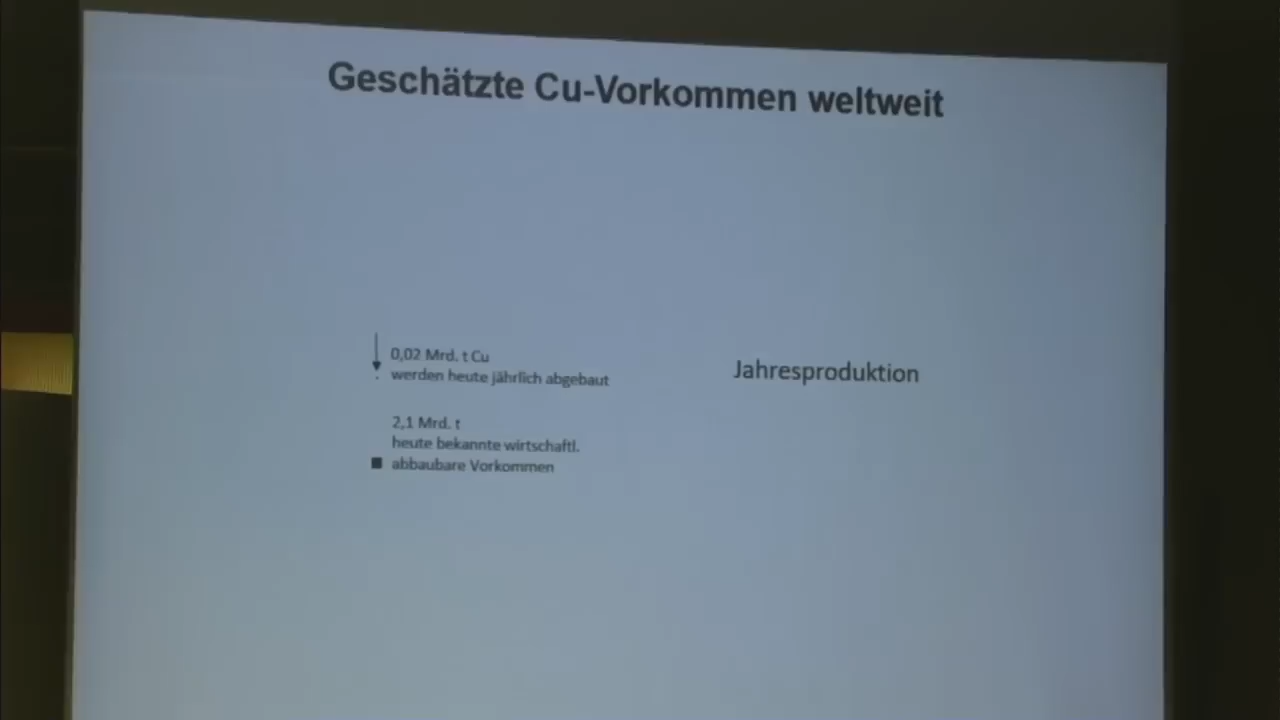 Geschätzte Cu-Vorkommen weltweit
0,02 Mrd. t Cu
werden heute jährlich abgebaut
Jahresproduktion
2,1 Mrd. t
heute bekannte wirtschaftl.
abbaubare Vorkommen